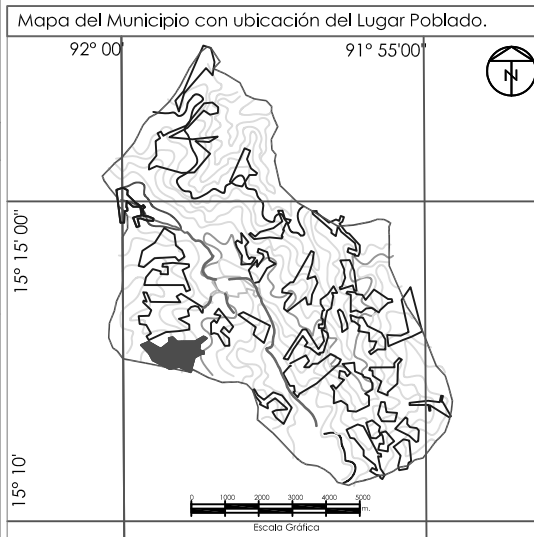 Mapa del Municipio con ubicación del Lugar Poblado.
92° 00'
91° 55'00"
N
15° 15' 00"
15° 10'
0 1000 2000 3000 4000 5000
m.
Escala Gráfica